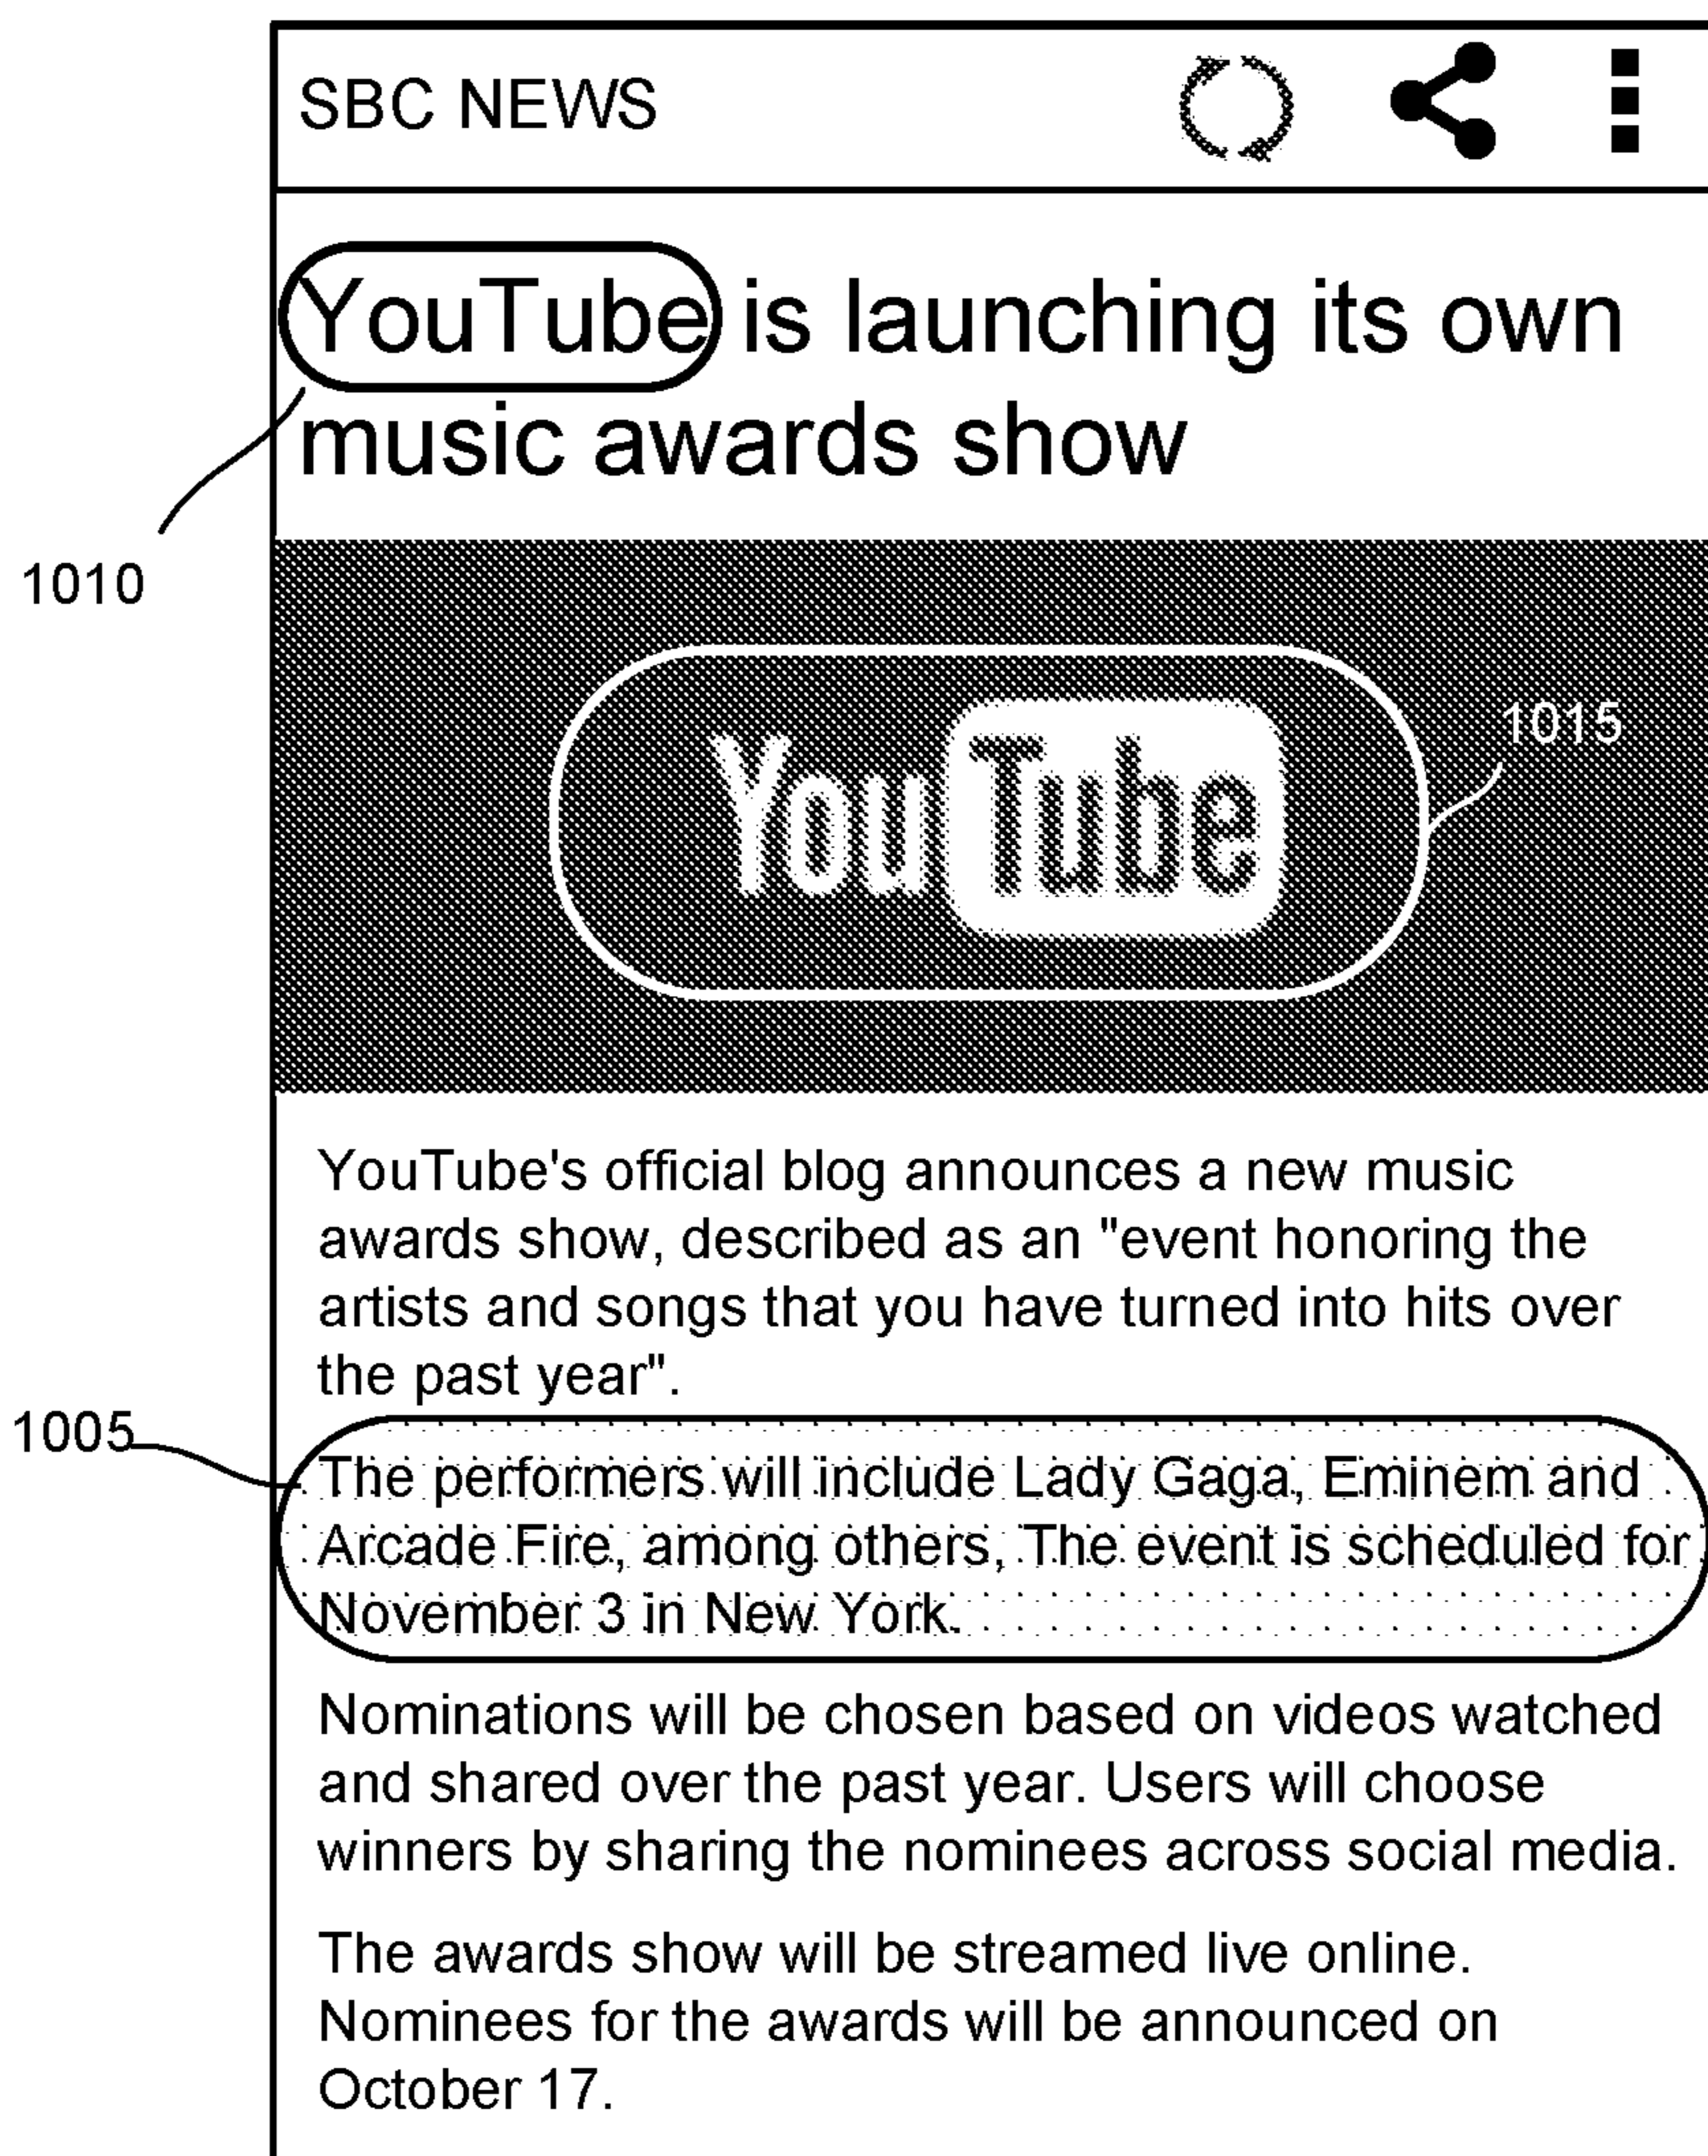 SBC NEWS
YouTube is launching its own
music awards show
1010
1015
YouTube
YouTube's official blog announces a new music
awards show, described as an "event honoring the
artists and songs that you have turned into hits over
the past year".
1005
The performers will include Lady Gaga, Eminem and
Arcade Fire, among others, The event is scheduled for
November 3 in New York.
Nominations will be chosen based on videos watched
and shared over the past year. Users will choose
winners by sharing the nominees across social media.
The awards show will be streamed live online.
Nominees for the awards will be announced on
October 17.